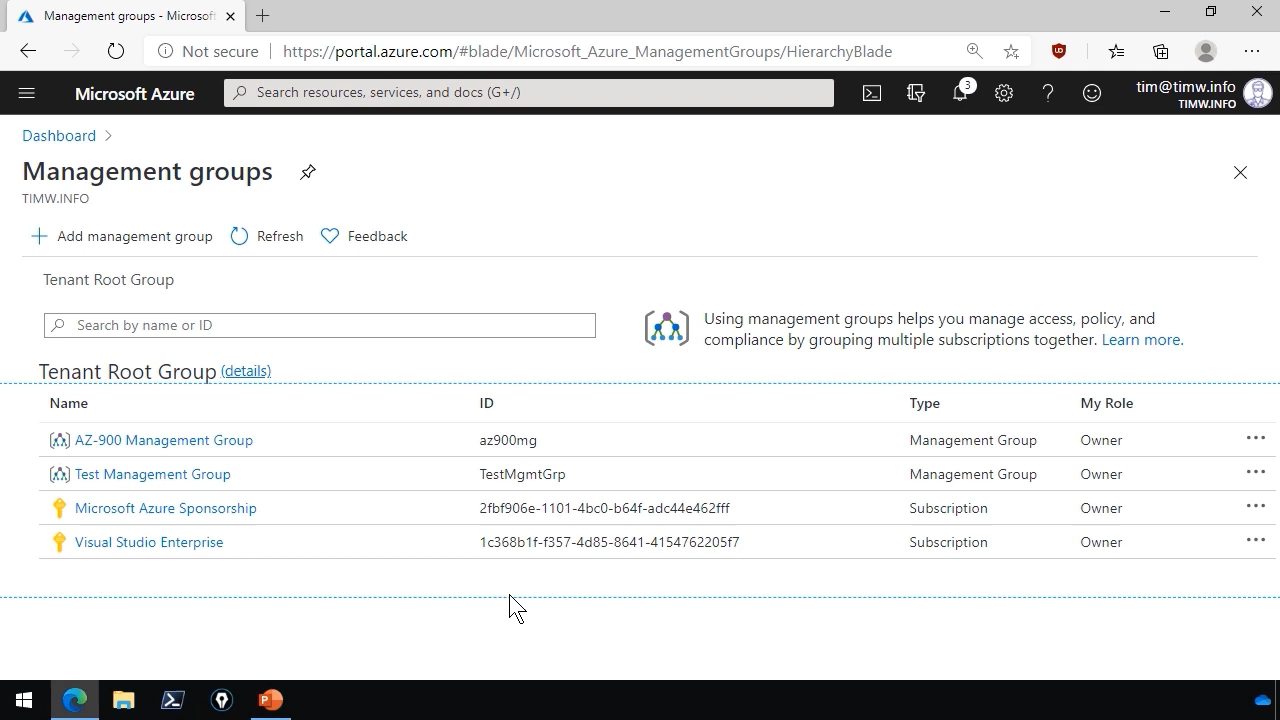 Management groups - Microsoft
Not secure
https://portal.azure.com/#blade/Microsoft_Azure_ManagementGroups/HierarchyBlade
Microsoft Azure
Search resources, services, and docs (G+/)
3
tim@timw.info
TIMW.INFO
Dashboard
Management groups
TIMW.INFO
Add management group Refresh Feedback
Tenant Root Group
Search by name or ID
Using management groups helps you manage access, policy, and
compliance by grouping multiple subscriptions together. Learn more.
Tenant Root Group (details)
Name ID Type My Role
AZ-900 Management Group az900mg Management Group Owner
Test Management Group TestMgmtGrp Management Group Owner
Microsoft Azure Sponsorship 2fbf906e-1101-4bc0-b64f-adc44e462fff Subscription Owner
Visual Studio Enterprise 1c368b1f-f357-4d85-8641-4154762205f7 Subscription Owner